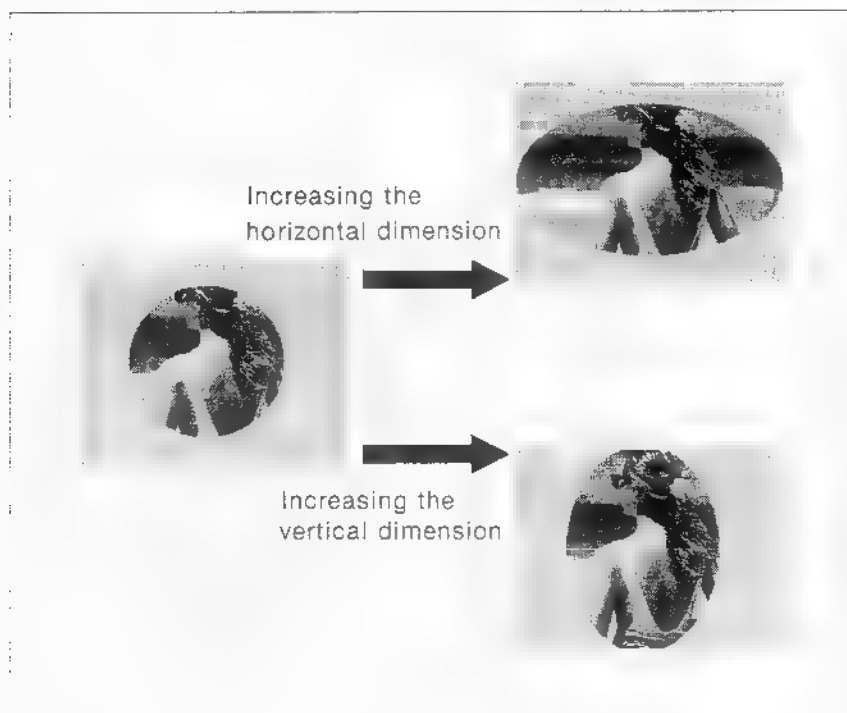 Increasing the
horizontal dimension
Increasing the
vertical dimension